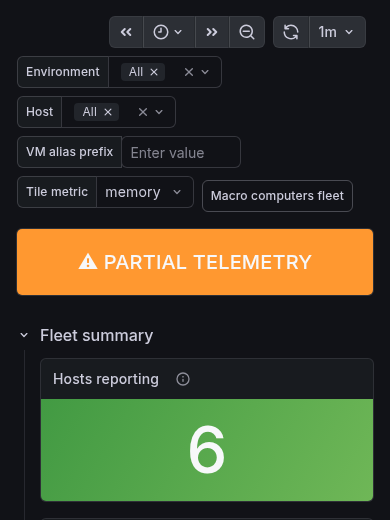 1m
Environment All
Host All
VM alias prefix Enter value
Tile metric memory Macro computers fleet
PARTIAL TELEMETRY
Fleet summary
Hosts reporting
6